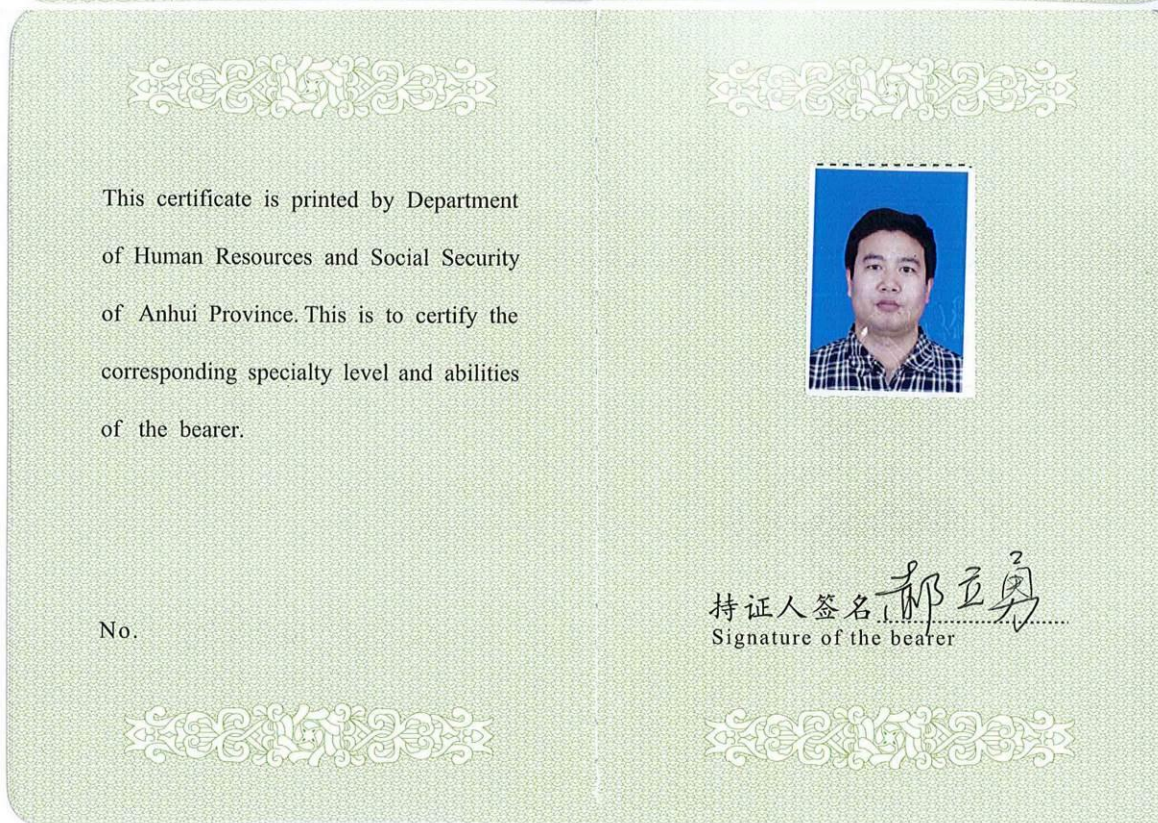 This certificate is printed by Department
of Human Resources and Social Security
of Anhui Province. This is to certify the
corresponding specialty level and abilities
of the bearer.
No.
持证人签名 郝立勇
Signature of the bearer